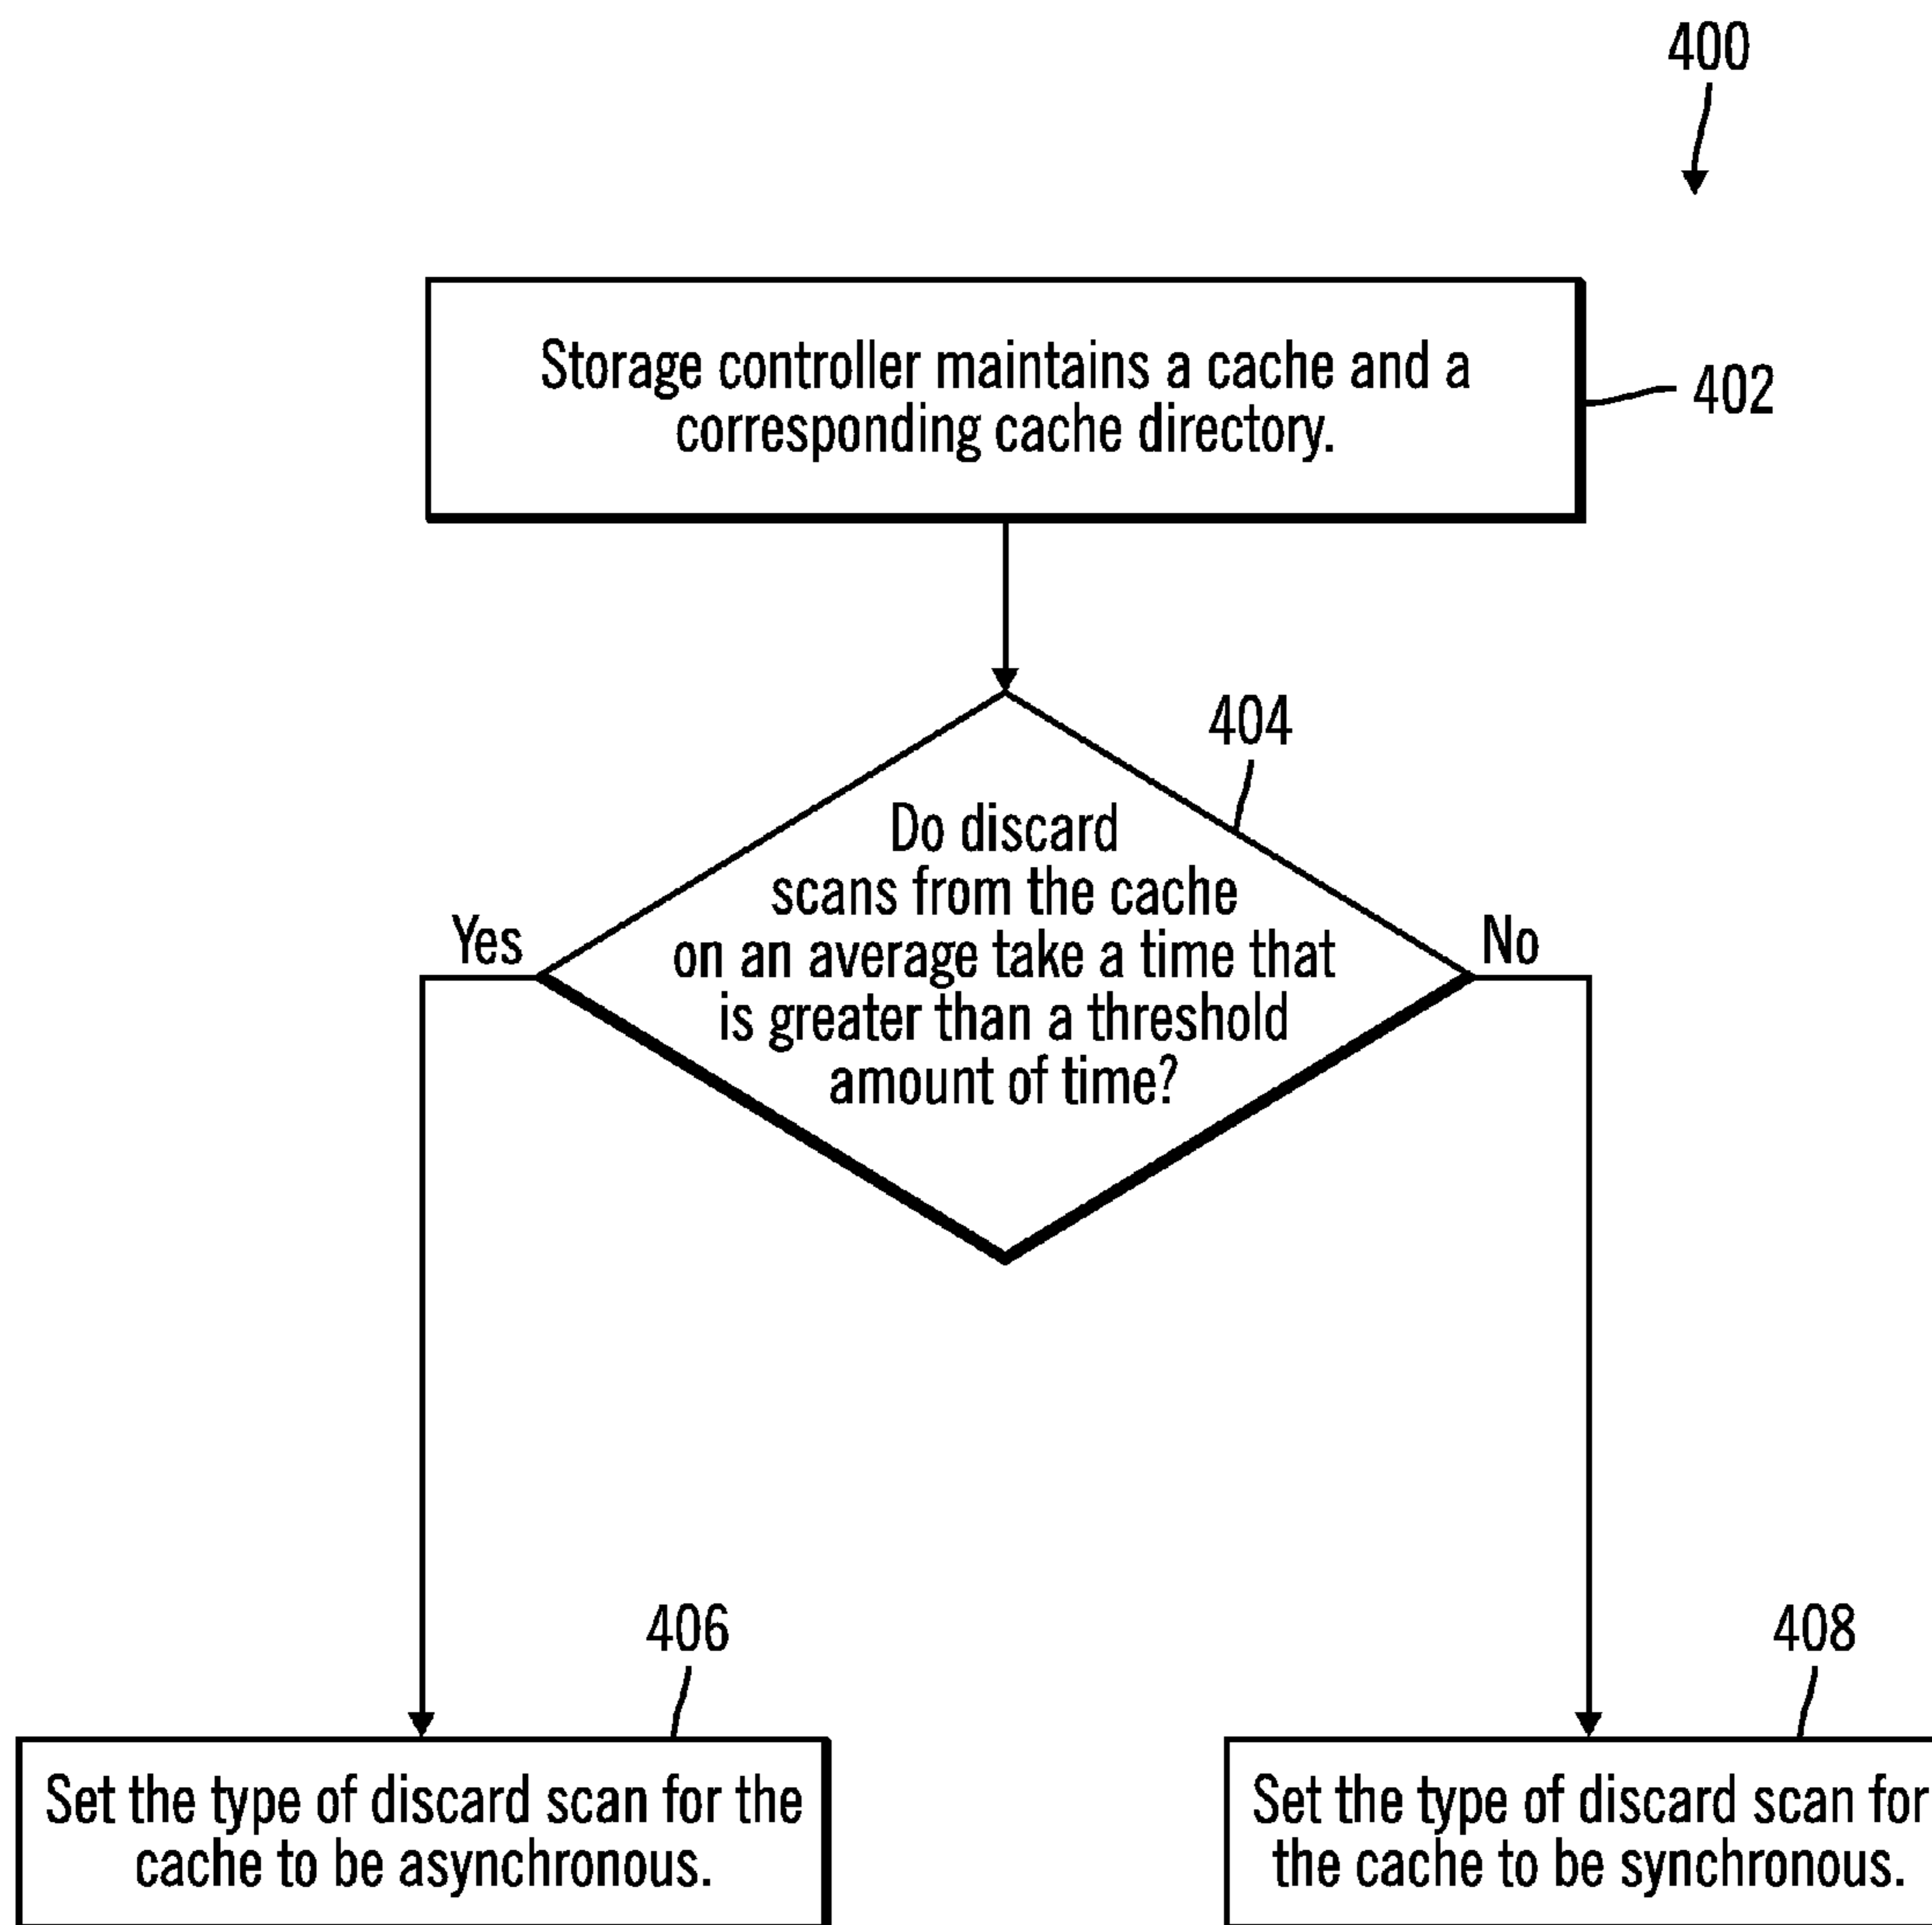 400
Storage controller maintains a cache and a
corresponding cache directory.
402
404
Do discard
scans from the cache
on an average take a time that
is greater than a threshold
amount of time?
Yes
No
406
408
Set the type of discard scan for the
cache to be asynchronous.
Set the type of discard scan for
the cache to be synchronous.